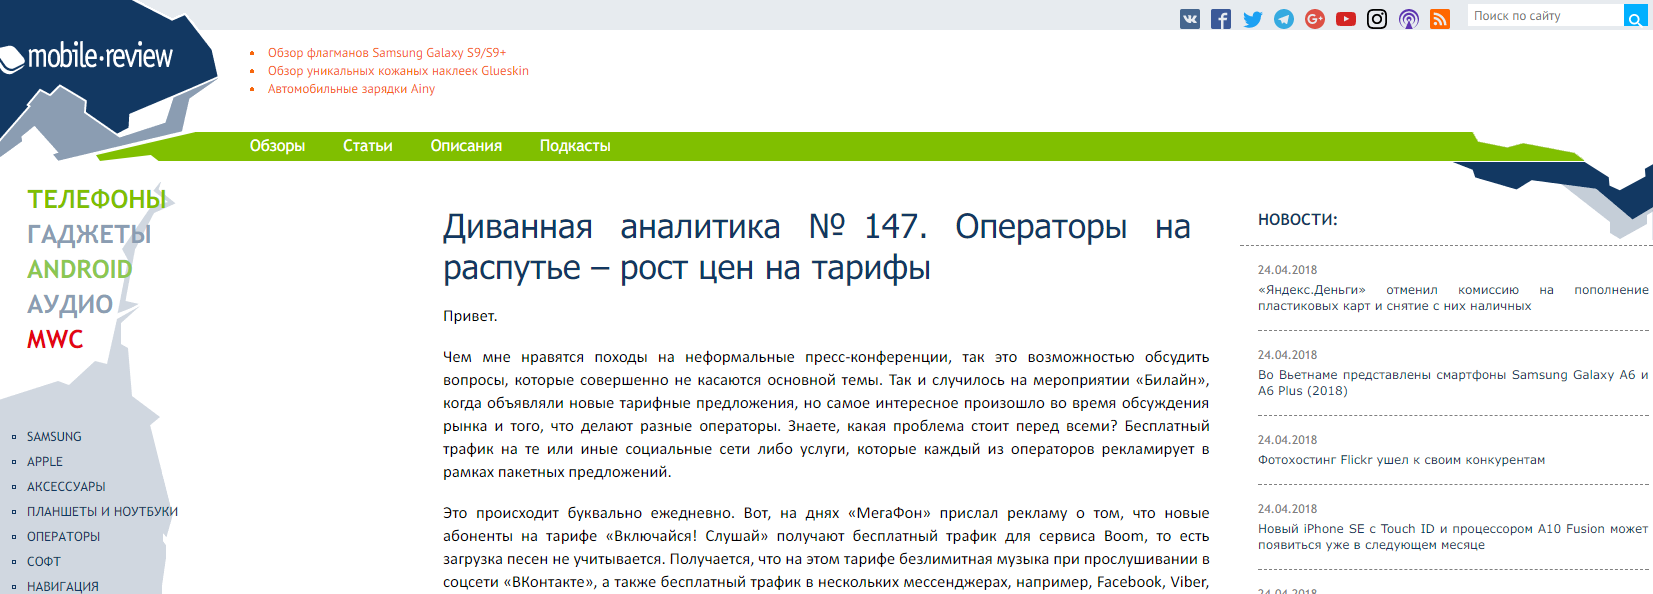 Поиск по сайту
mobile-review
Обзор флагманов Samsung Galaxy S9/S9+
Обзор уникальных кожаных наклеек Glueskin
Автомобильные зарядки Ainy
Обзоры Статьи Описания Подкасты
ТЕЛЕФОНЫ
ГАДЖЕТЫ
ANDROID
АУДИО
MWC
SAMSUNG
APPLE
АКСЕССУАРЫ
ПЛАНШЕТЫ И НОУТБУКИ
ОПЕРАТОРЫ
СОФТ
НАВИГАЦИЯ
Диванная аналитика №147. Операторы на
распутье – рост цен на тарифы
Привет.
Чем мне нравятся походы на неформальные пресс-конференции, так это возможностью обсудить
вопросы, которые совершенно не касаются основной темы. Так и случилось на мероприятии «Билайн»,
когда объявляли новые тарифные предложения, но самое интересное произошло во время обсуждения
рынка и того, что делают разные операторы. Знаете, какая проблема стоит перед всеми? Бесплатный
трафик на те или иные социальные сети либо услуги, которые каждый из операторов рекламирует в
рамках пакетных предложений.
Это происходит буквально ежедневно. Вот, на днях «МегаФон» прислал рекламу о том, что новые
абоненты на тарифе «Включайся! Слушай» получают бесплатный трафик для сервиса Boom, то есть
загрузка песен не учитывается. Получается, что на этом тарифе безлимитная музыка при прослушивании в
соцсети «ВКонтакте», а также бесплатный трафик в нескольких мессенджерах, например, Facebook, Viber,
НОВОСТИ:
24.04.2018
«Яндекс.Деньги» отменил комиссию на пополнение
пластиковых карт и снятие с них наличных
24.04.2018
Во Вьетнаме представлены смартфоны Samsung Galaxy A6 и
A6 Plus (2018)
24.04.2018
Фотохостинг Flickr ушел к своим конкурентам
24.04.2018
Новый iPhone SE с Touch ID и процессором A10 Fusion может
появиться уже в следующем месяце
24.04.2018